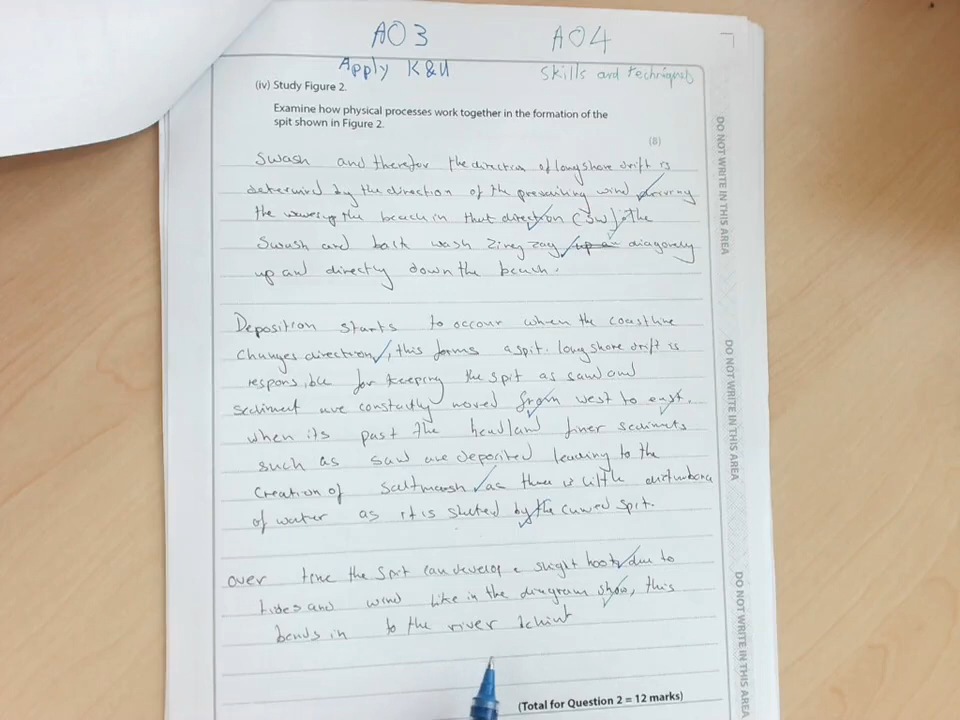 AO3 AO4
Apply K&U Skills and techniques
(iv) Study Figure 2.
Examine how physical processes work together in the formation of the
spit shown in Figure 2.
(8)
Swash and therefor the direction of longshore drift is
determined by the direction of the prevailing wind driving
the waves up the beach in that direction (SW), the
Swash and back wash zing zag up an diagonely
up and directly down the beach.
Deposition starts to occour when the coastline
Changes direction, this forms a spit. longshore drift is
responsible for keeping the spit as sand and
sediment are constactly moved from west to east.
when its past the headland finer sediments
such as are deposited leading to the
creation of saltmarsh as there is little disturbance
of water as it is by the curved spit.
over time the Spit can develop a slight hook due to
tides and wind like in the diagram show, this
bends in to the river behint
(Total for Question 2 = 12 marks)
DO NOT WRITE IN THIS AREA
DO NOT WRITE IN THIS AREA
DO NOT WRITE IN THIS AREA